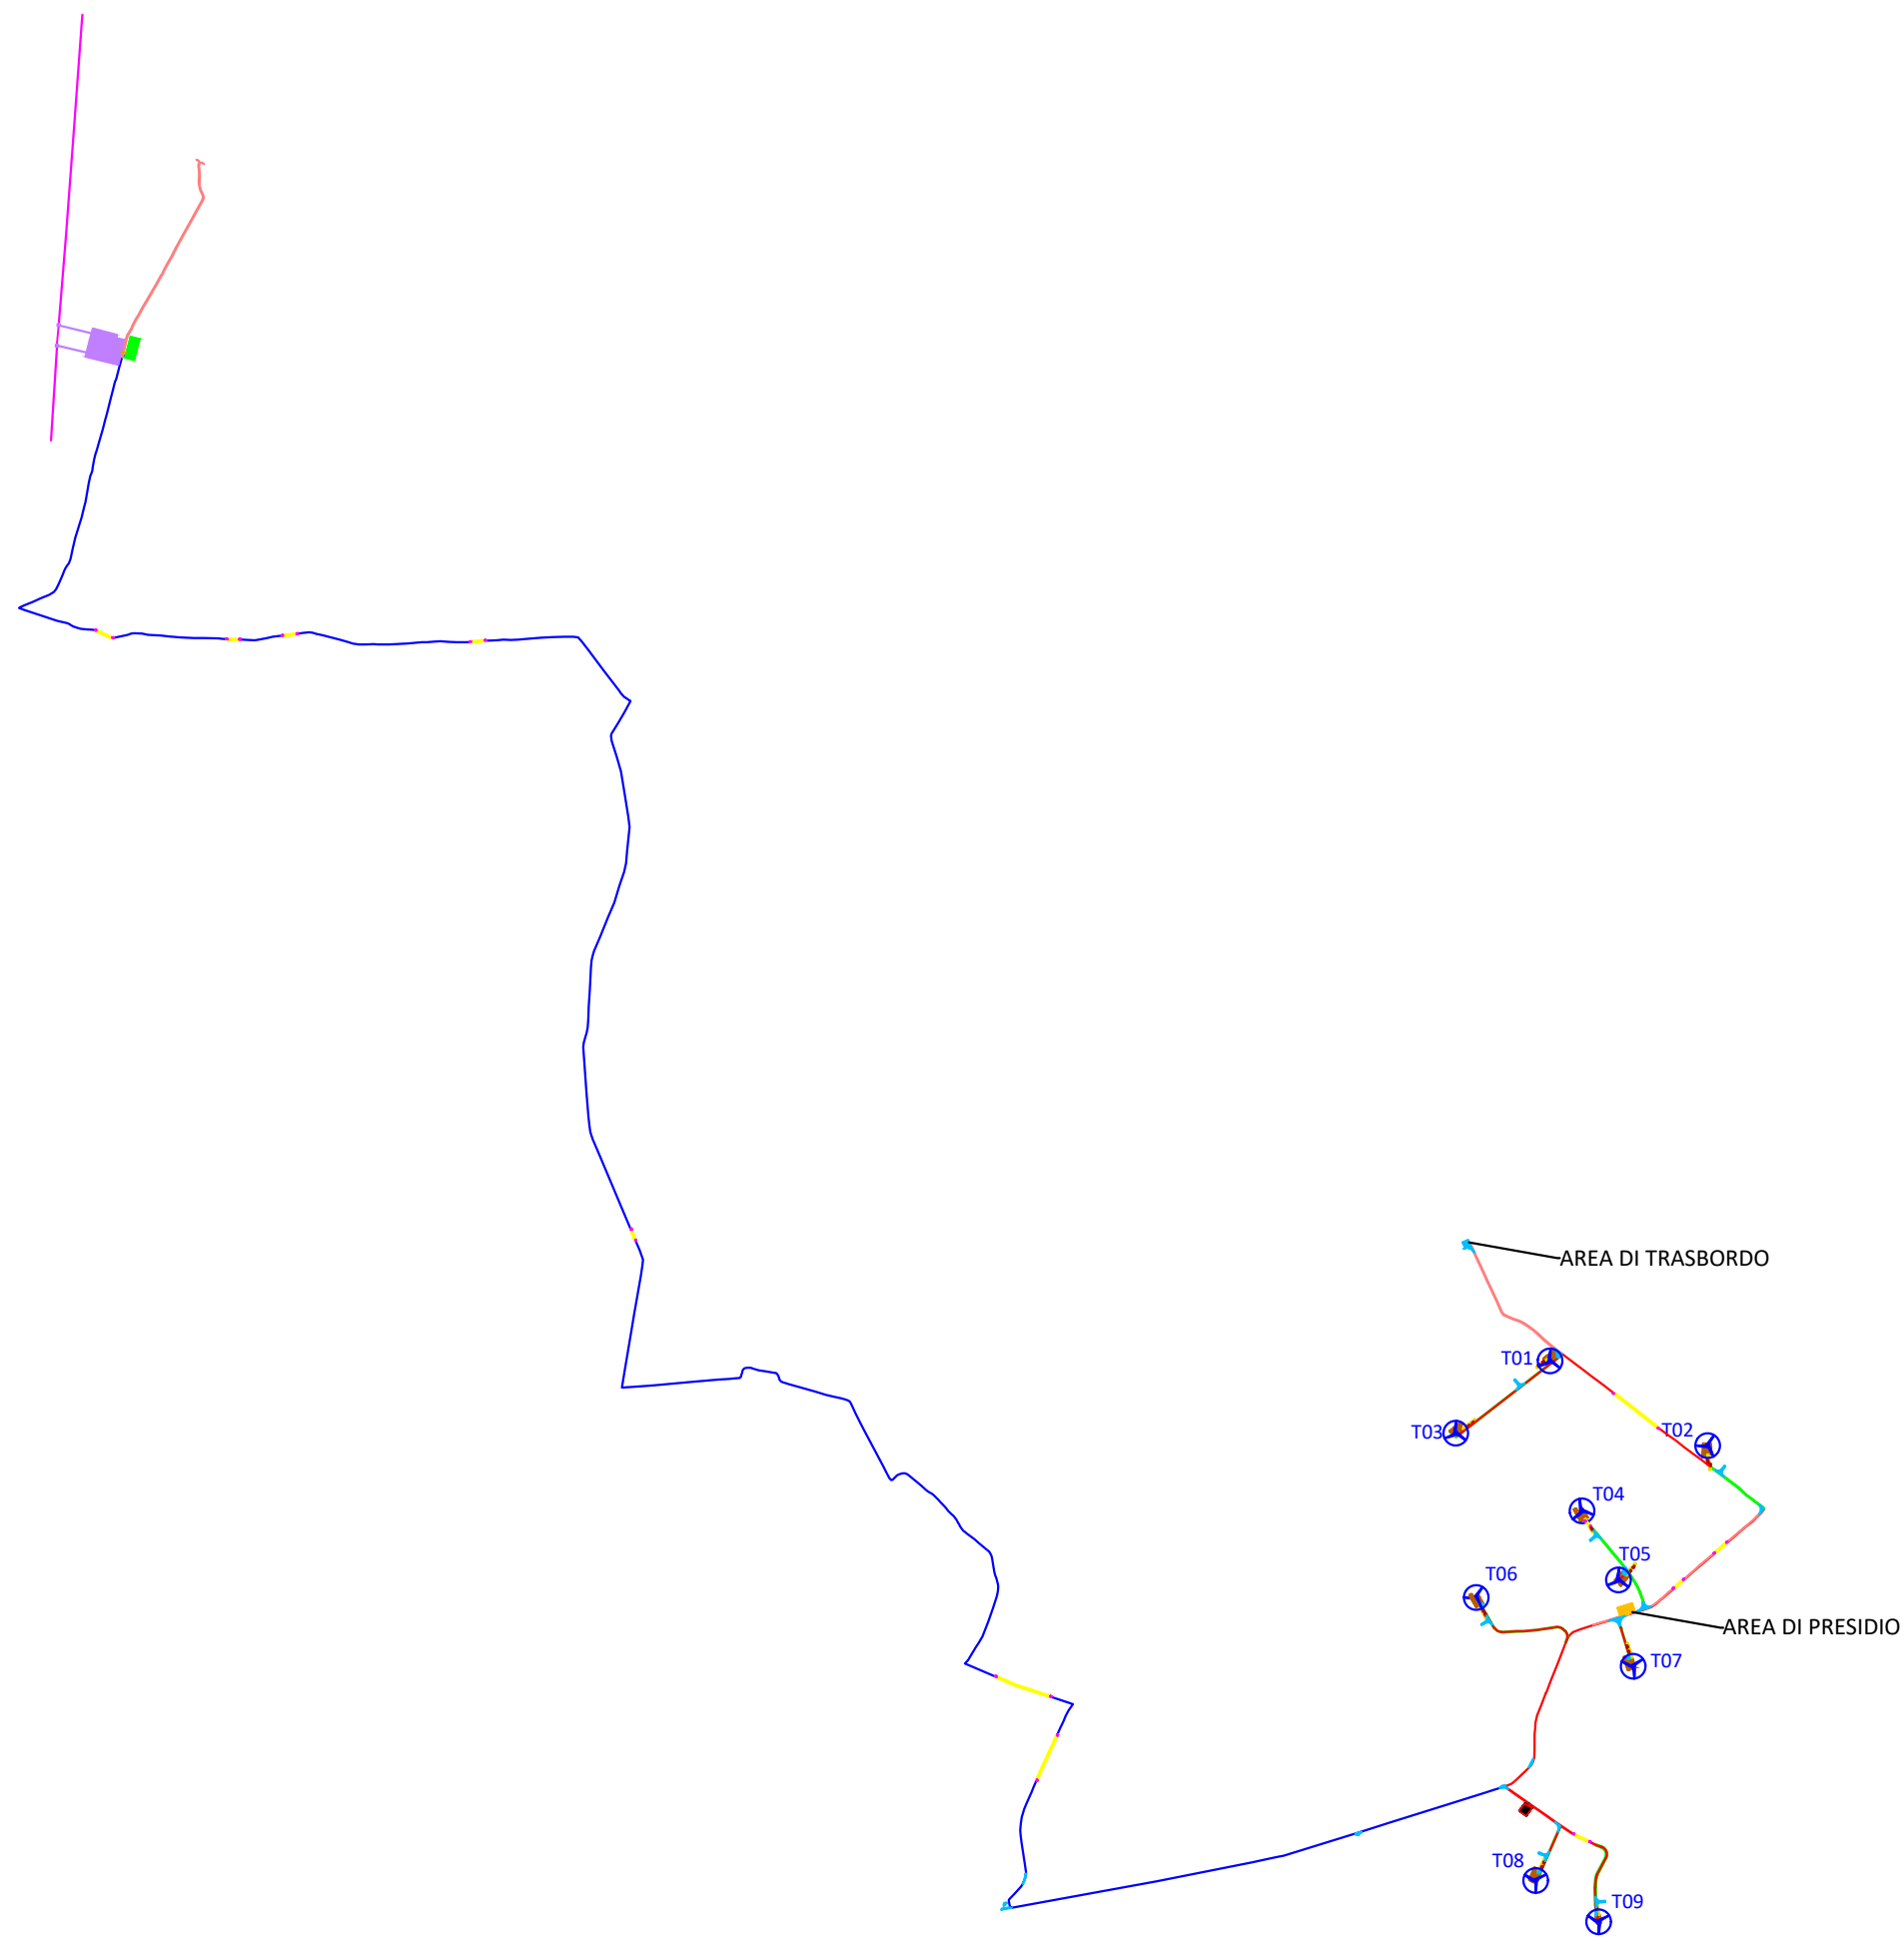 AREA DI TRASBORDO
T01
T02
T03
T04
T05
T06
AREA DI PRESIDIO
T07
T08
T09